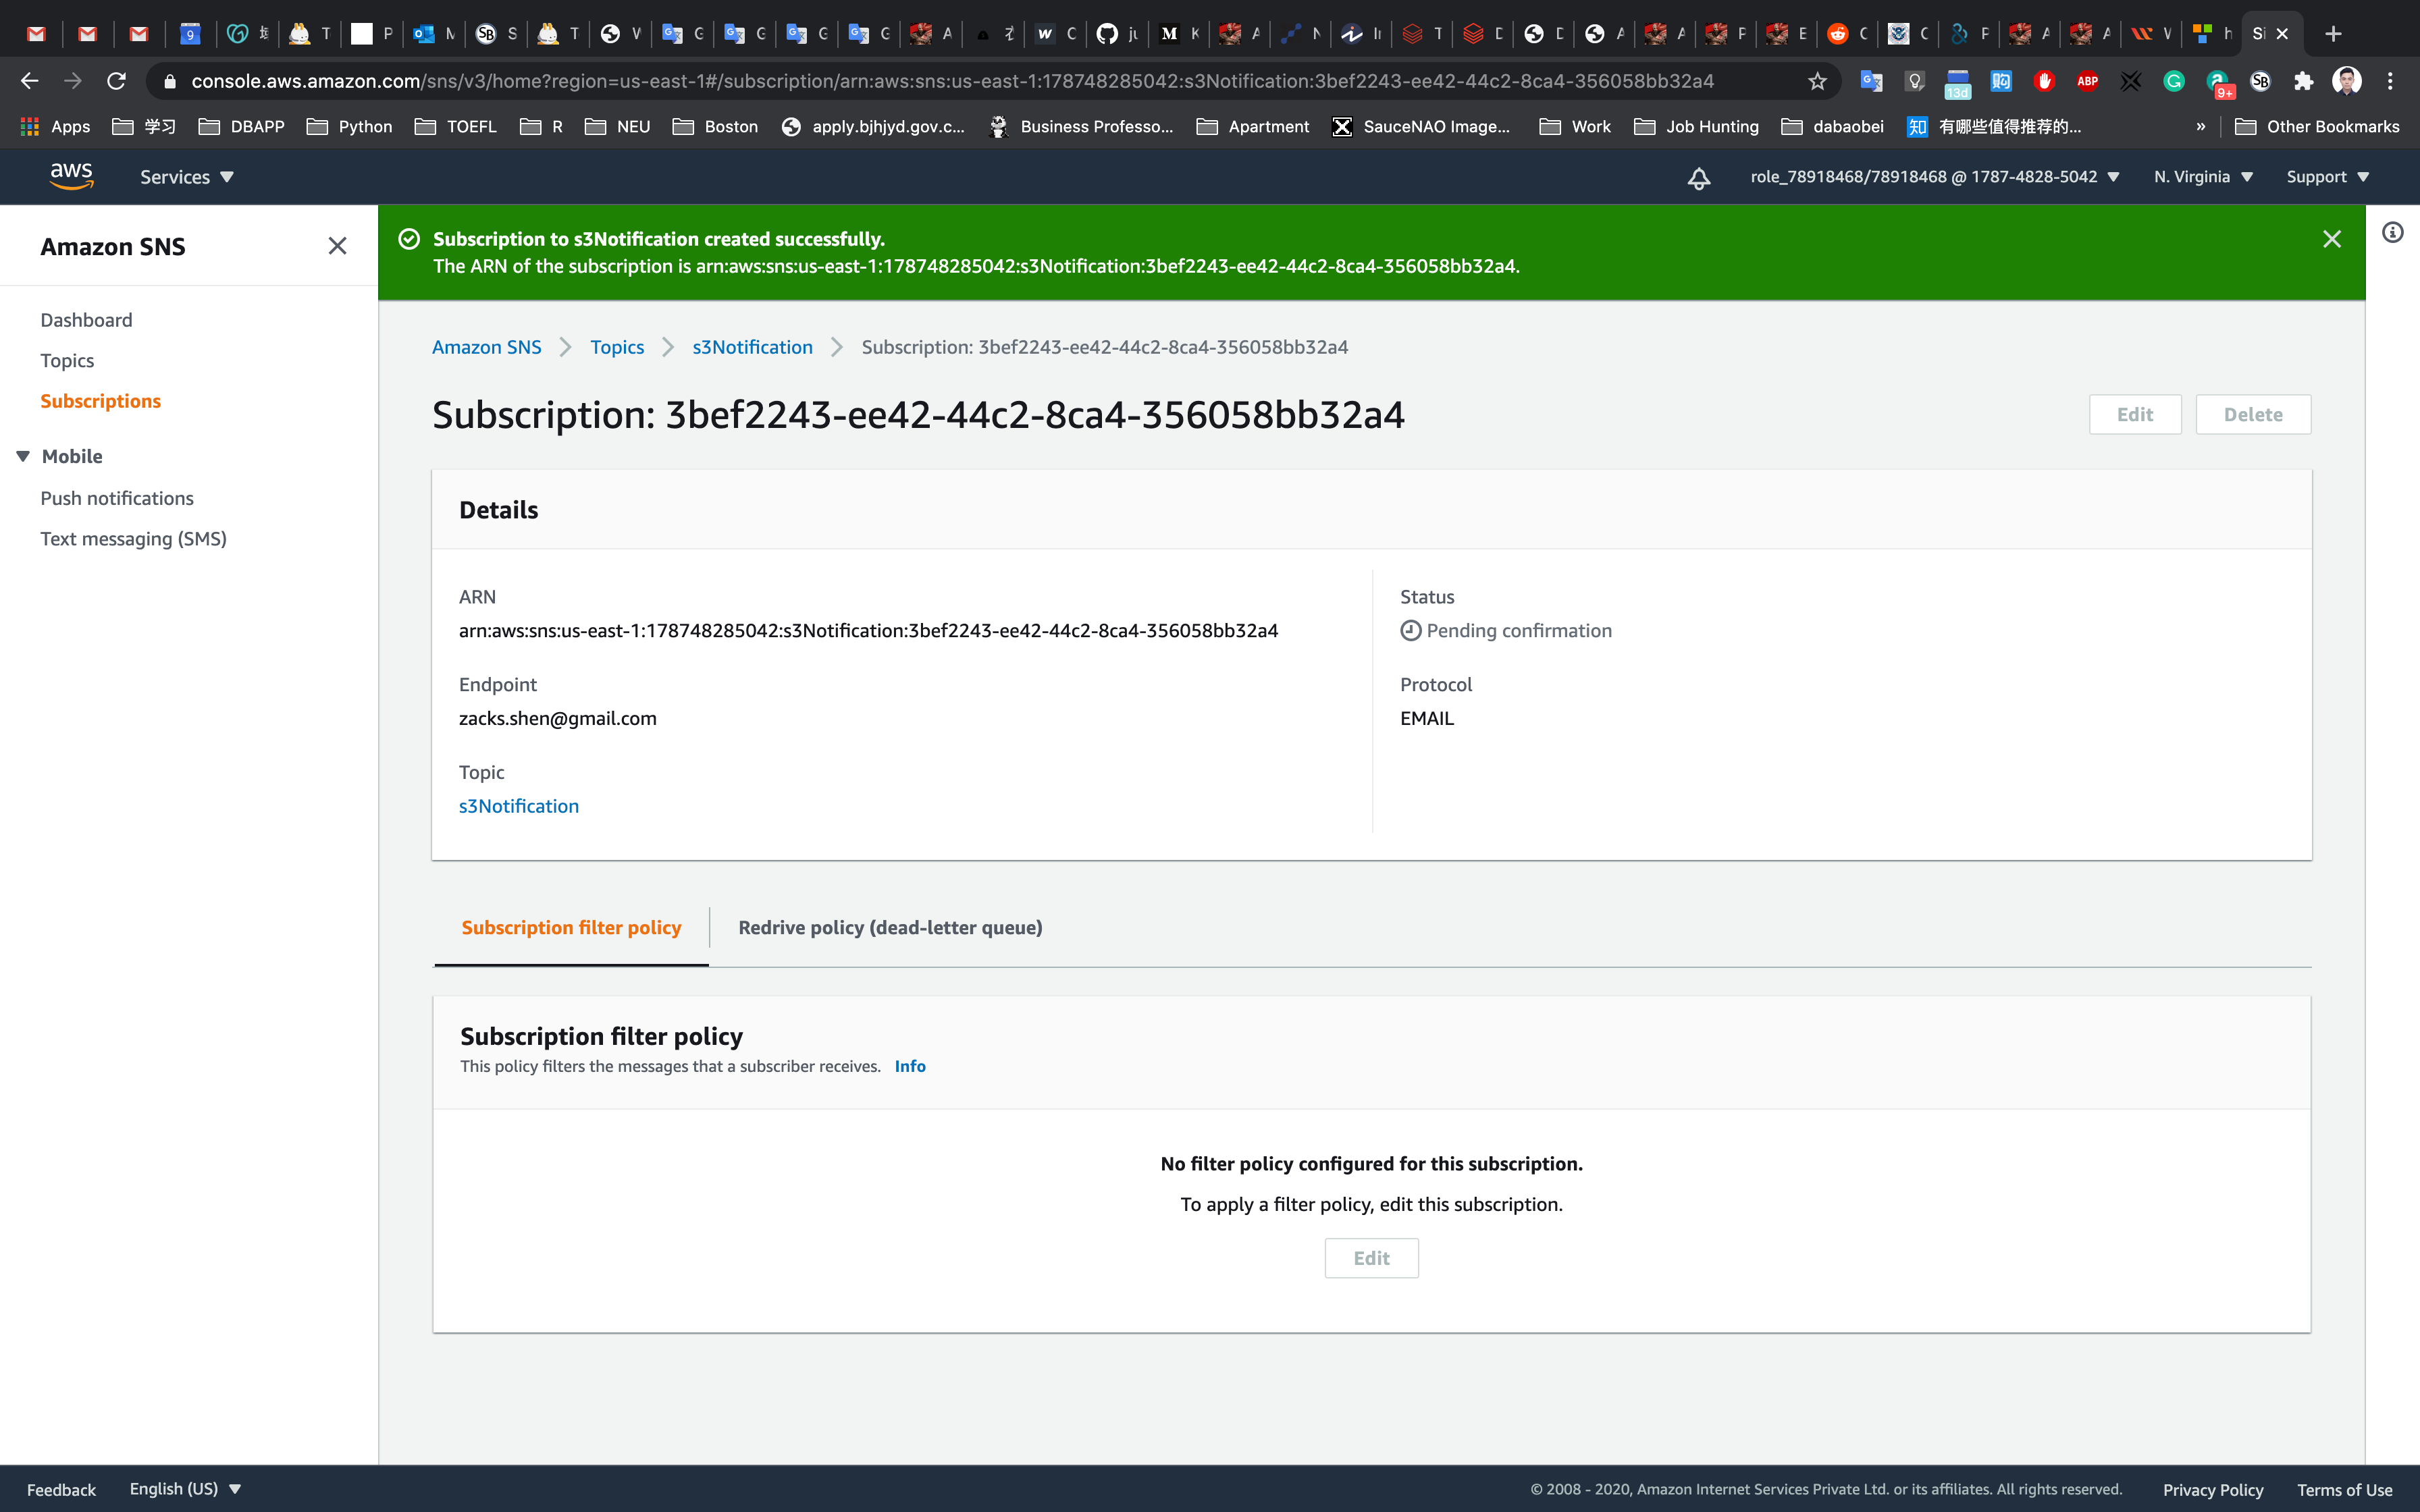 9
T
P
M
S
T
V
G
G
G
G
A
C
ju
K
A
N
In
T
D
D
A
A
P
E
C
C
P
A
A
V
h
Si
console.aws.amazon.com/sns/v3/home?region=us-east-1#/subscription/arn:aws:sns:us-east-1:178748285042:s3Notification:3bef2243-ee42-44c2-8ca4-356058bb32a4
13d
ABP
9+
SB
Apps 学习 DBAPP Python TOEFL R NEU Boston apply.bjhjyd.gov.c... Business Professo... Apartment SauceNAO Image... Work Job Hunting dabaobei 知 有哪些值得推荐的... » Other Bookmarks
aws Services role_78918468/78918468 @ 1787-4828-5042 N. Virginia Support
Amazon SNS
Dashboard
Topics
Subscriptions
Mobile
Push notifications
Text messaging (SMS)
Subscription to s3Notification created successfully.
The ARN of the subscription is arn:aws:sns:us-east-1:178748285042:s3Notification:3bef2243-ee42-44c2-8ca4-356058bb32a4.
Amazon SNS Topics s3Notification Subscription: 3bef2243-ee42-44c2-8ca4-356058bb32a4
Subscription: 3bef2243-ee42-44c2-8ca4-356058bb32a4
Edit Delete
Details
ARN
arn:aws:sns:us-east-1:178748285042:s3Notification:3bef2243-ee42-44c2-8ca4-356058bb32a4
Endpoint
zacks.shen@gmail.com
Topic
s3Notification
Status
Pending confirmation
Protocol
EMAIL
Subscription filter policy Redrive policy (dead-letter queue)
Subscription filter policy
This policy filters the messages that a subscriber receives. Info
No filter policy configured for this subscription.
To apply a filter policy, edit this subscription.
Edit
Feedback English (US) © 2008 - 2020, Amazon Internet Services Private Ltd. or its affiliates. All rights reserved. Privacy Policy Terms of Use